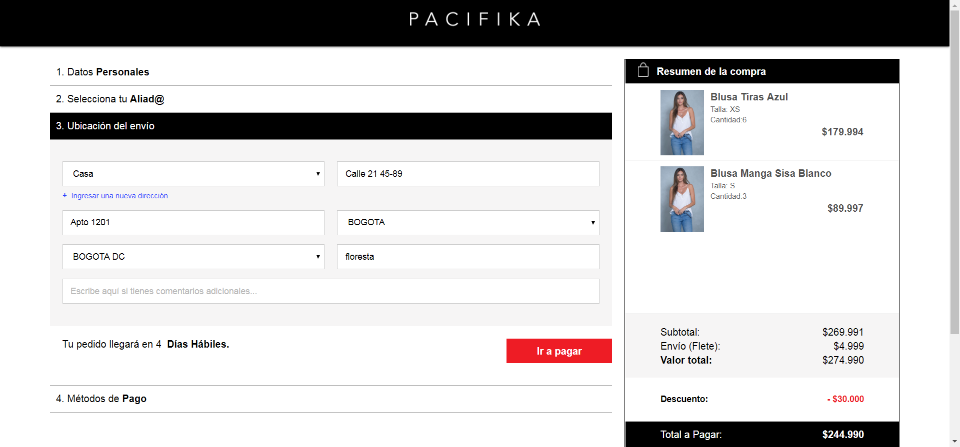 PACIFIKA
1. Datos Personales
2. Selecciona tu Aliad@
3. Ubicación del envío
Casa
Calle 21 45-89
+ Ingresar una nueva dirección
Apto 1201
BOGOTA
BOGOTA DC
floresta
Escribe aquí si tienes comentarios adicionales...
Tu pedido llegará en 4 Días Hábiles.
Ir a pagar
4. Métodos de Pago
Resumen de la compra
Blusa Tiras Azul
Talla: XS
Cantidad:6
$179.994
Blusa Manga Sisa Blanco
Talla: S
Cantidad:3
$89.997
Subtotal: $269.991
Envío (Flete): $4.999
Valor total: $274.990
Descuento: - $30.000
Total a Pagar: $244.990